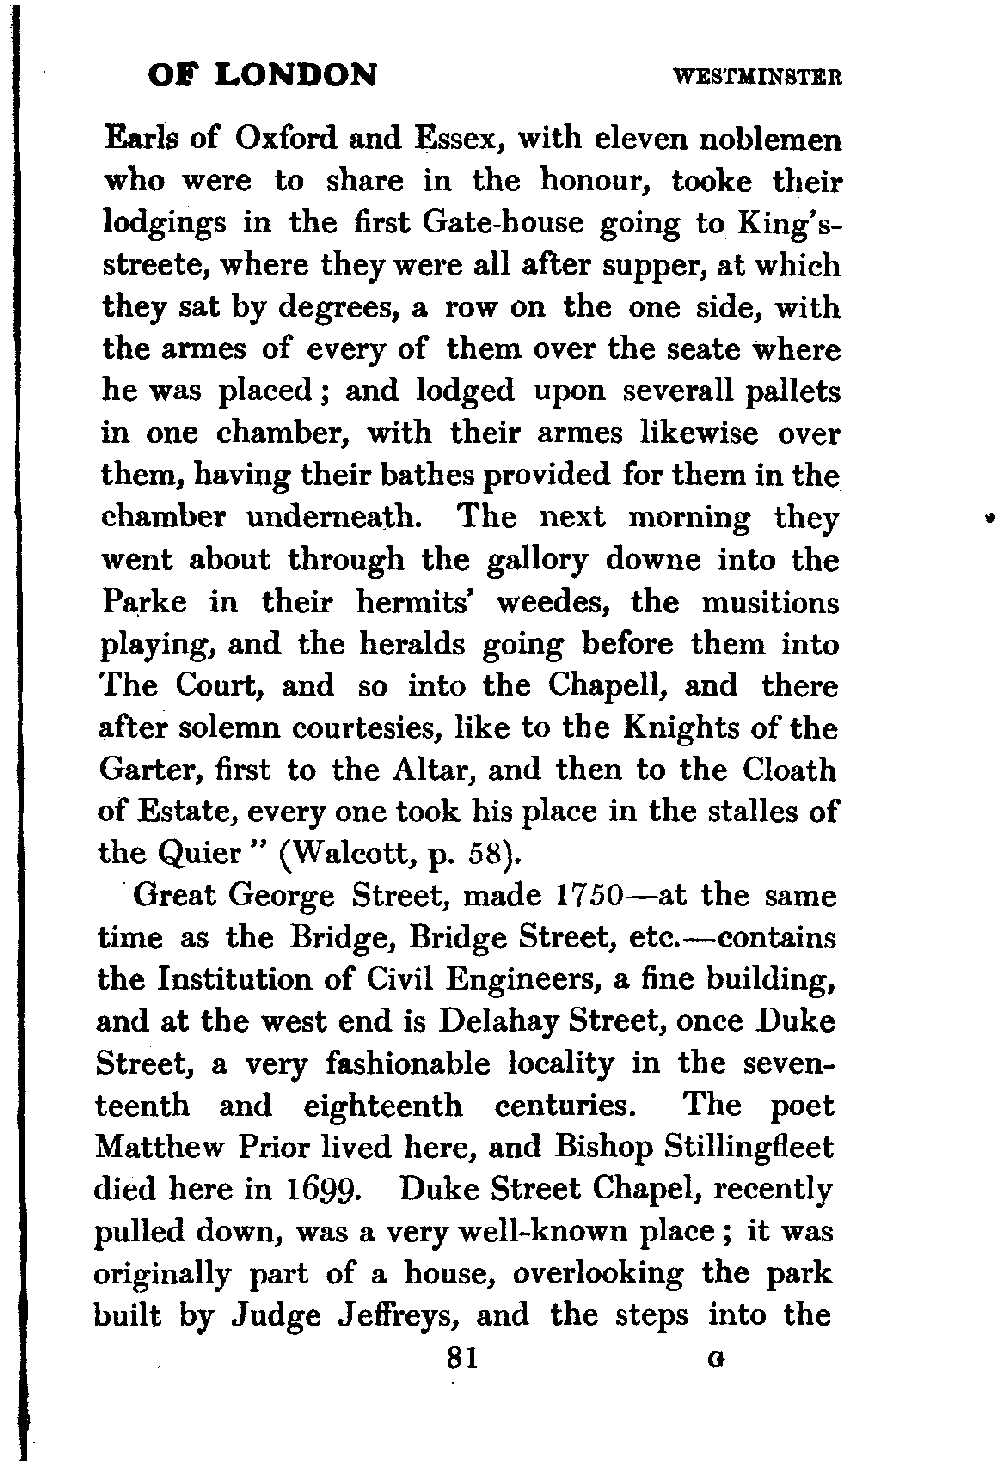 OF LONDON WESTMINSTER
Earls of Oxford and Essex, with eleven noblemen
who were to share in the honour, tooke their
lodgings in the first Gate-house going to King's-
streete, where they were all after supper, at which
they sat by degrees, a row on the one side, with
the armes of every of them over the seate where
he was placed; and lodged upon severall pallets
in one chamber, with their armes likewise over
them, having their bathes provided for them in the
chamber underneath. The next morning they
went about through the gallory downe into the
Parke in their hermits' weedes, the musitions
playing, and the heralds going before them into
The Court, and so into the Chapell, and there
after solemn courtesies, like to the Knights of the
Garter, first to the Altar, and then to the Cloath
of Estate, every one took his place in the stalles of
the Quier" (Walcott, p. 58).
Great George Street, made 1750—at the same
time as the Bridge, Bridge Street, etc.—contains
the Institution of Civil Engineers, a fine building,
and at the west end is Delahay Street, once Duke
Street, a very fashionable locality in the seven-
teenth and eighteenth centuries. The poet
Matthew Prior lived here, and Bishop Stillingfleet
died here in 1699. Duke Street Chapel, recently
pulled down, was a very well-known place; it was
originally part of a house, overlooking the park
built by Judge Jeffreys, and the steps into the
81 G